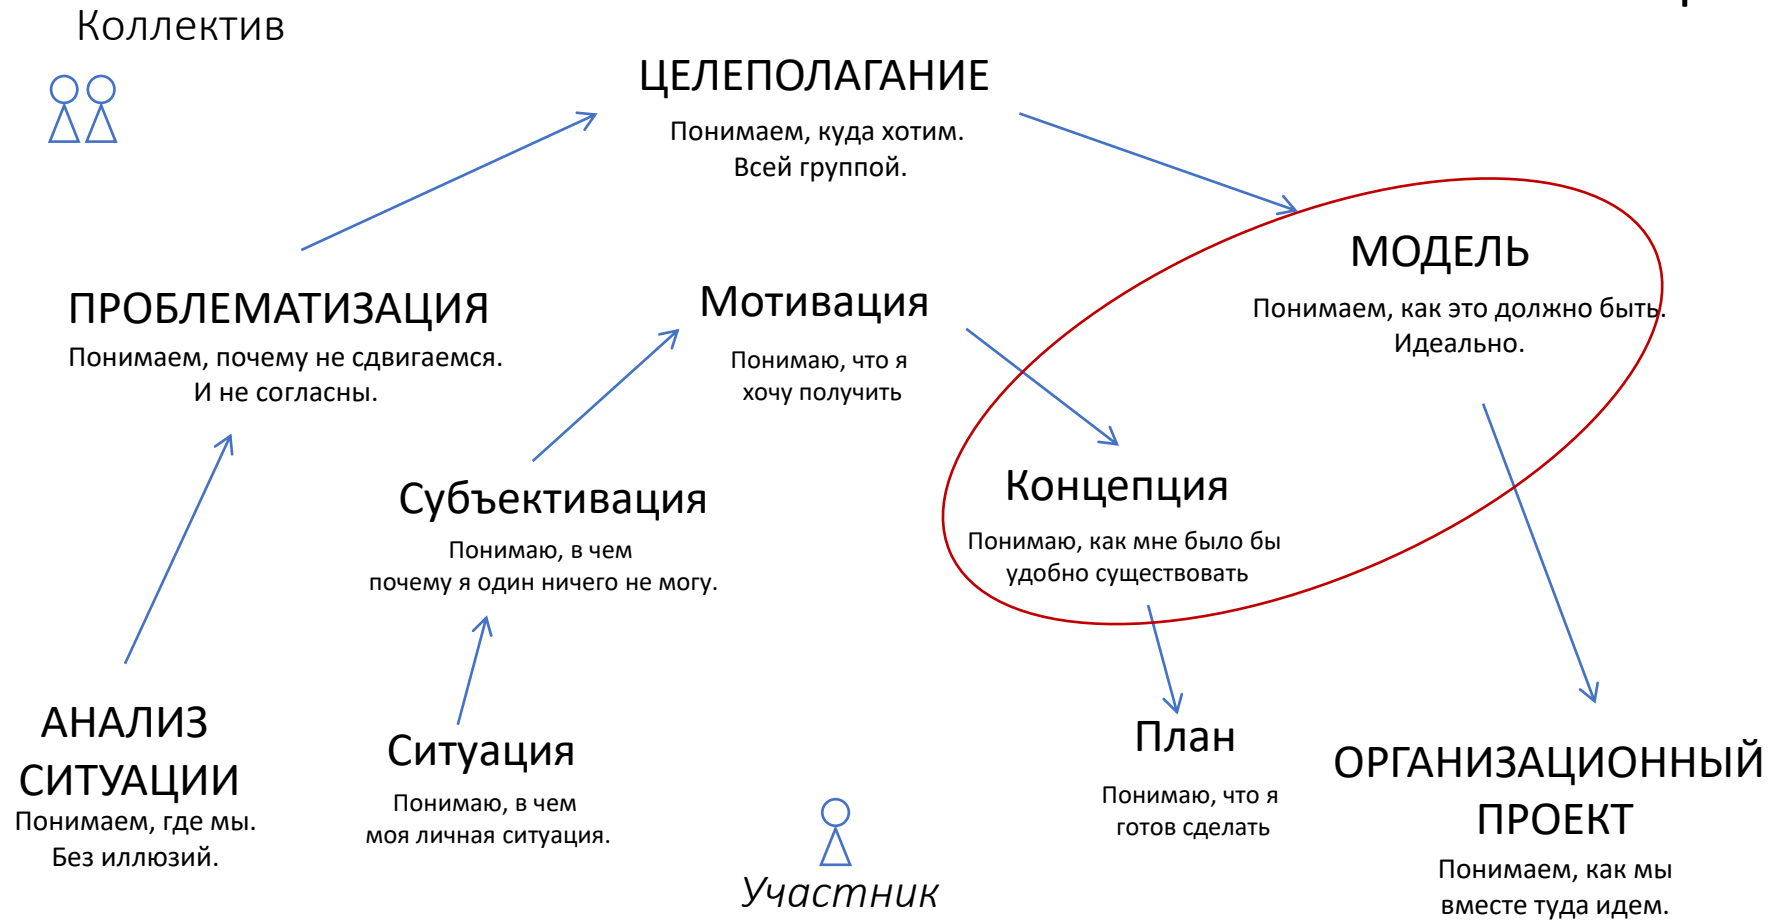 Коллектив
ЦЕЛЕПОЛАГАНИЕ
Понимаем, куда хотим.
Всей группой.
МОДЕЛЬ
Понимаем, как это должно быть.
Идеально.
ПРОБЛЕМАТИЗАЦИЯ
Понимаем, почему не сдвигаемся.
И не согласны.
Мотивация
Понимаю, что я
хочу получить
Субъективация
Понимаю, в чем
почему я один ничего не могу.
Концепция
Понимаю, как мне было бы
удобно существовать
АНАЛИЗ
СИТУАЦИИ
Понимаем, где мы.
Без иллюзий.
Ситуация
Понимаю, в чем
моя личная ситуация.
Участник
План
Понимаю, что я
готов сделать
ОРГАНИЗАЦИОННЫЙ
ПРОЕКТ
Понимаем, как мы
вместе туда идем.